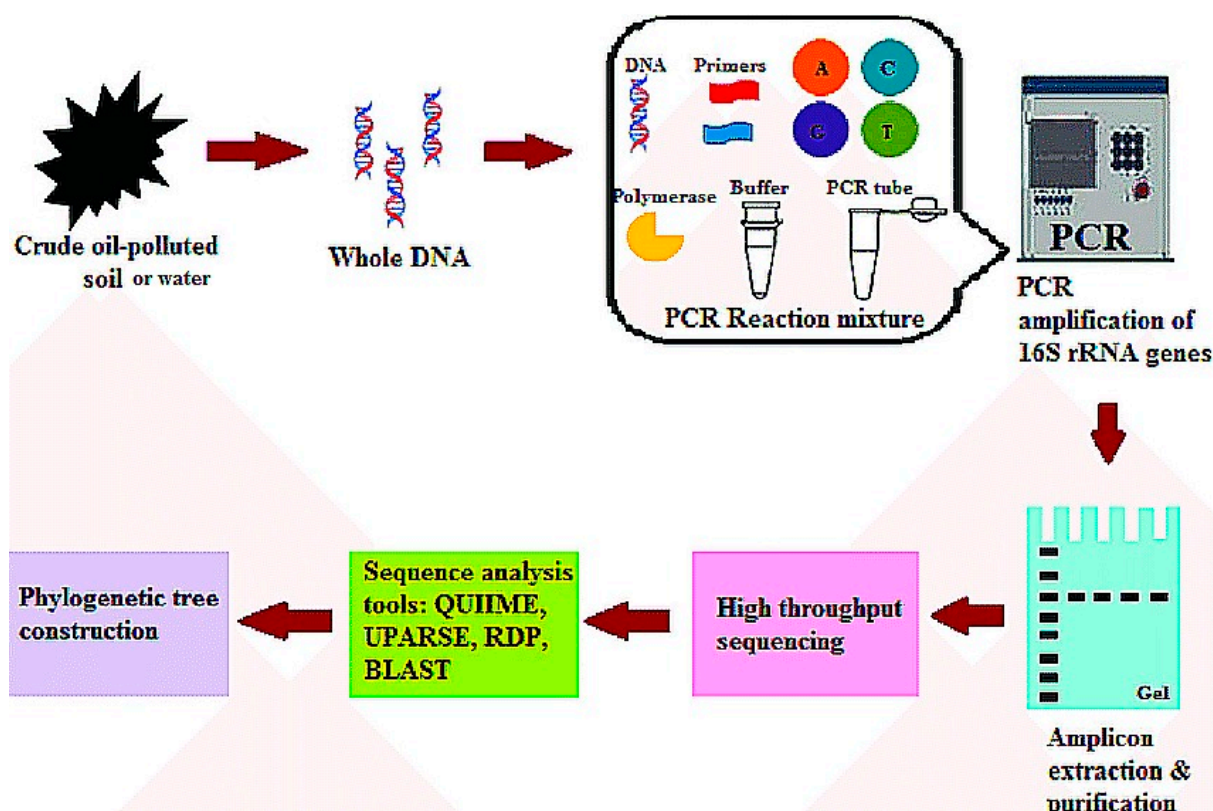 Crude oil-polluted
soil or water
Whole DNA
DNA
Primers
A
C
G
T
Polymerase
Buffer
PCR tube
PCR Reaction mixture
PCR
PCR
amplification of
16S rRNA genes
Gel
Amplicon
extraction &
purification
High throughput
sequencing
Sequence analysis
tools: QUIIME,
UPARSE, RDP,
BLAST
Phylogenetic tree
construction